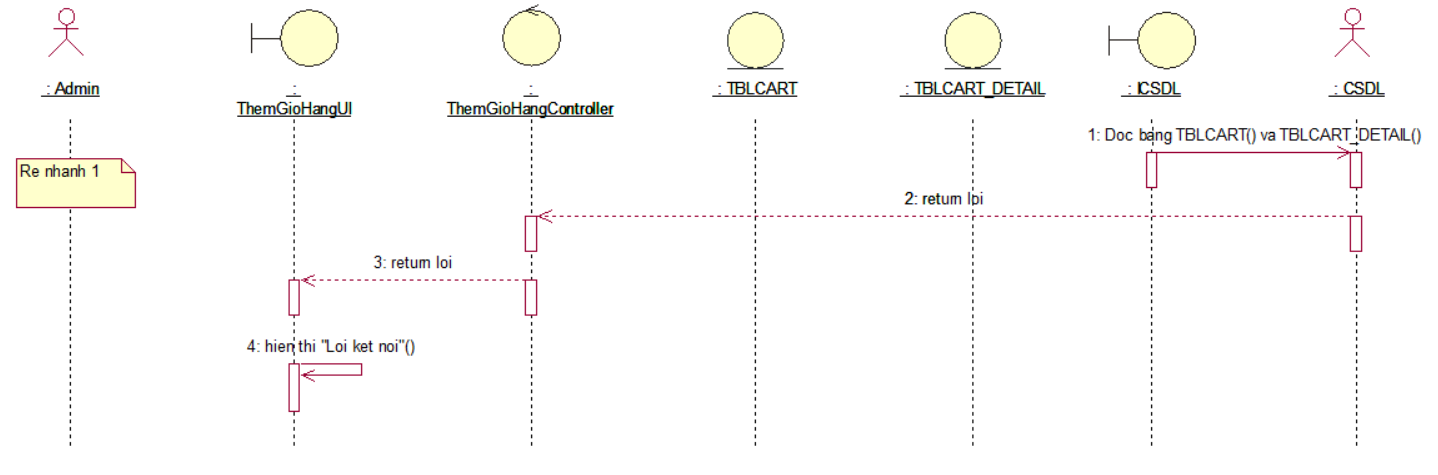 : Admin
:
ThemGioHangUI
:
ThemGioHangController
: TBLCART
: TBLCART_DETAIL
: ICSDL
: CSDL
1: Doc bang TBLCART() va TBLCART_DETAIL()
Re nhanh 1
2: return loi
3: return loi
4: hien thi "Loi ket noi"()